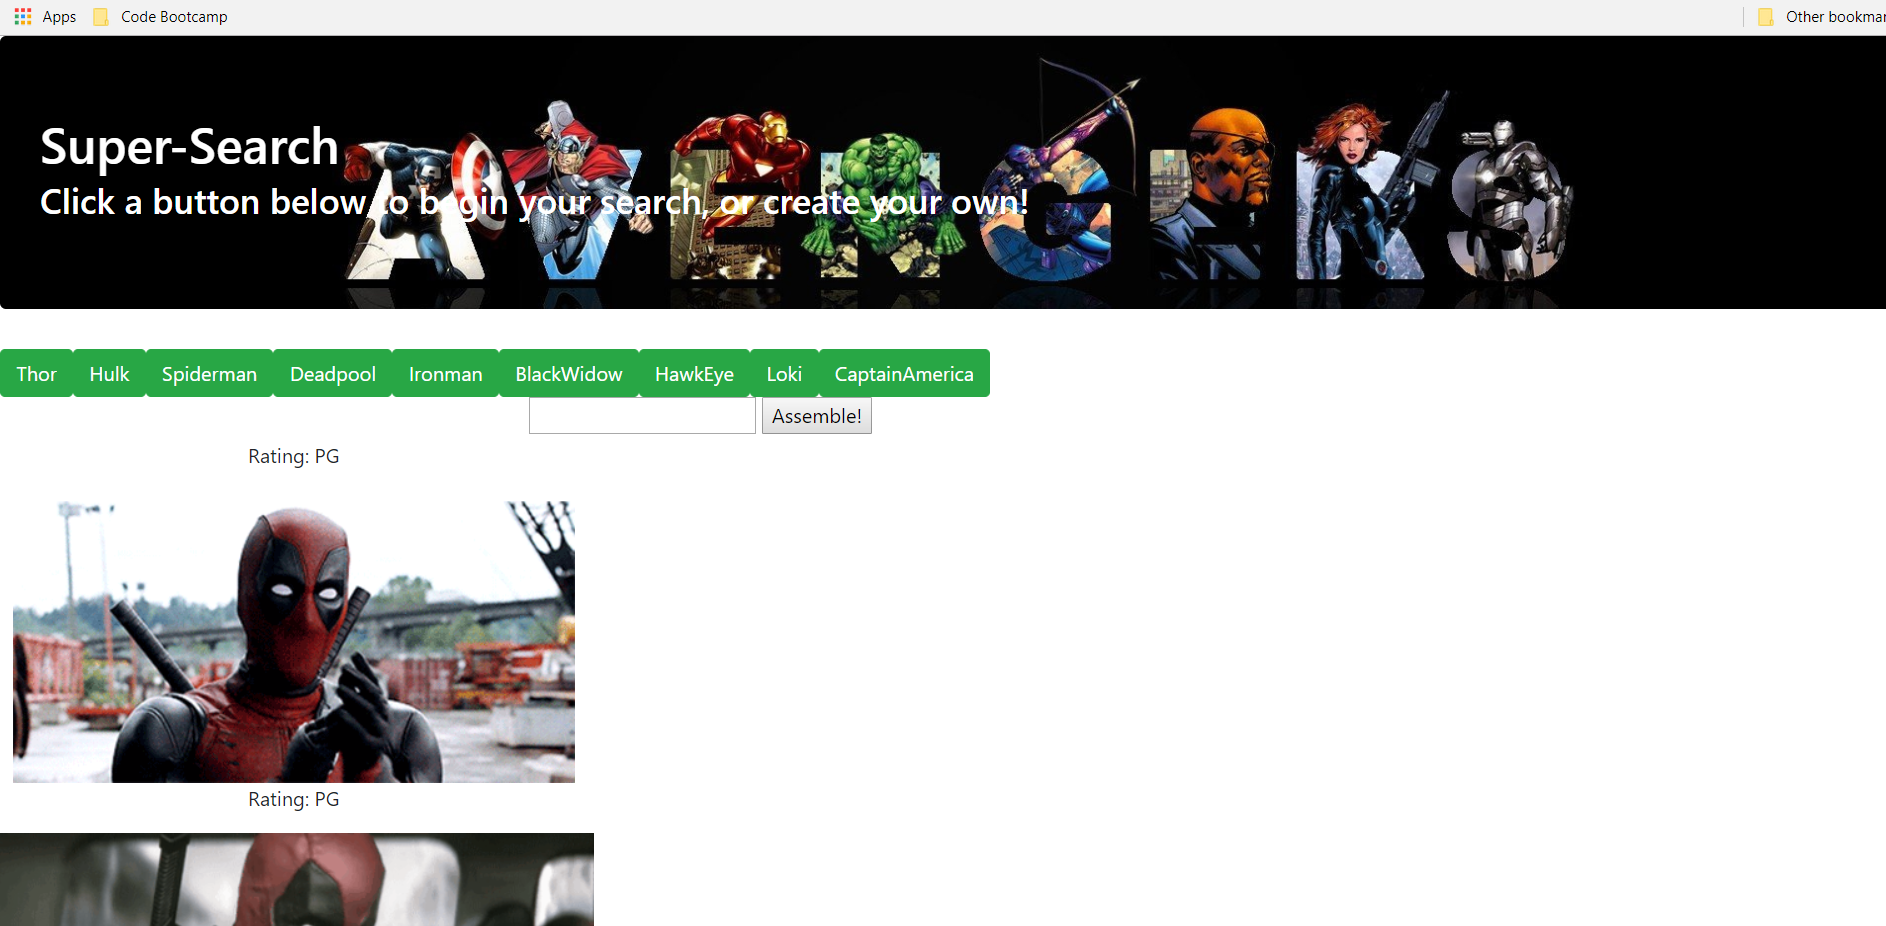 Apps Code Bootcamp Other bookmar
Super-Search
Click a button below to begin your search, or create your own!
AVENGERS
Thor Hulk Spiderman Deadpool Ironman BlackWidow HawkEye Loki CaptainAmerica
Assemble!
Rating: PG
Rating: PG